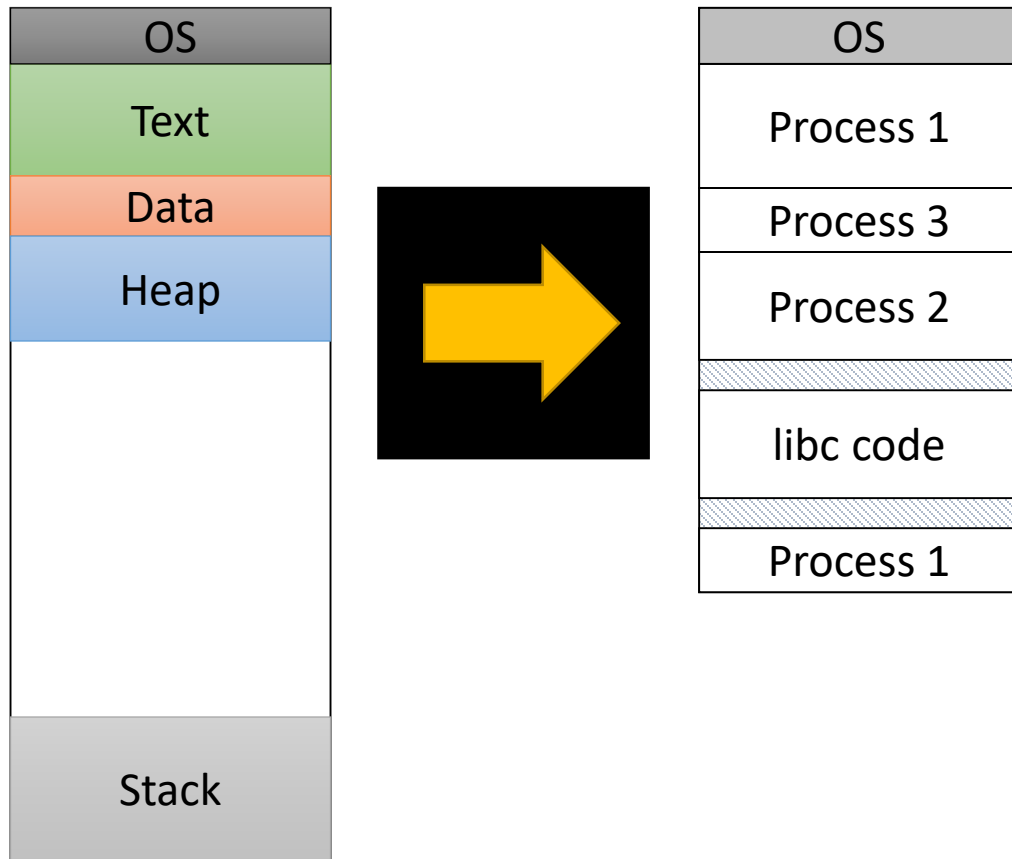 OS
Text
Data
Heap
Stack
OS
Process 1
Process 3
Process 2
libc code
Process 1